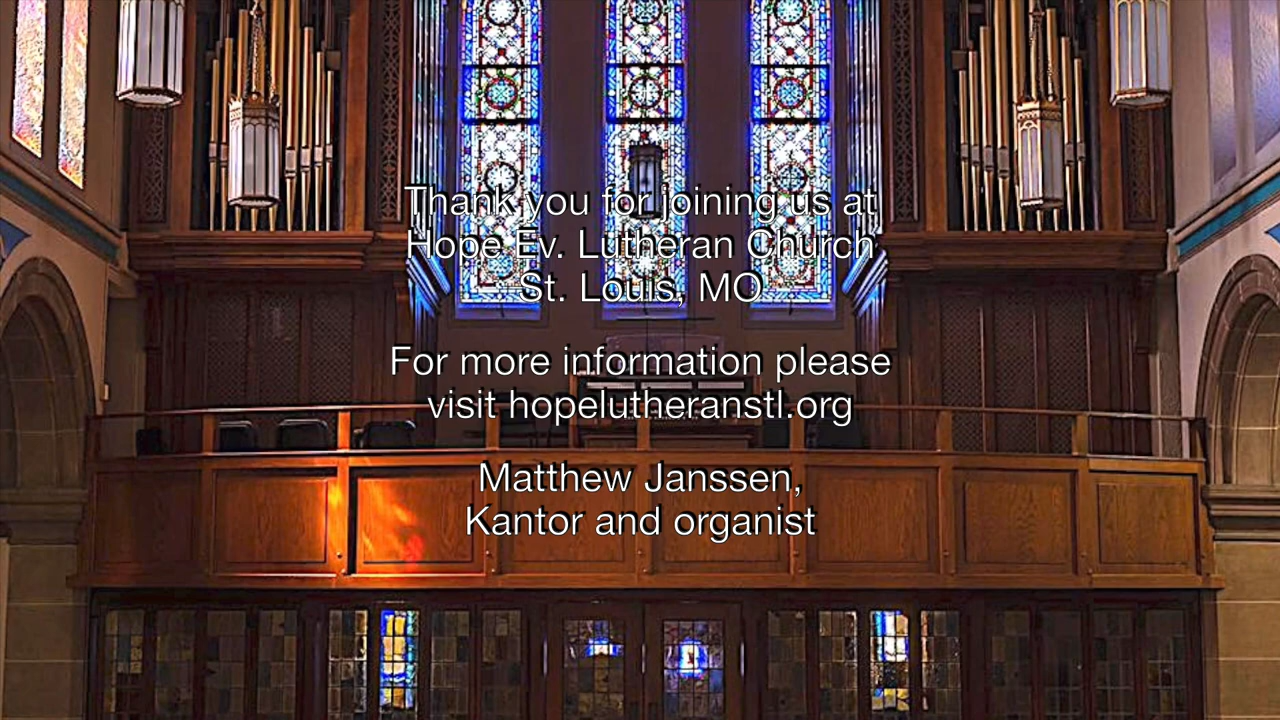 Thank you for joining us at
Hope Ev. Lutheran Church
St. Louis, MO
For more information please
visit hopelutheranstl.org
Matthew Janssen,
Kantor and organist